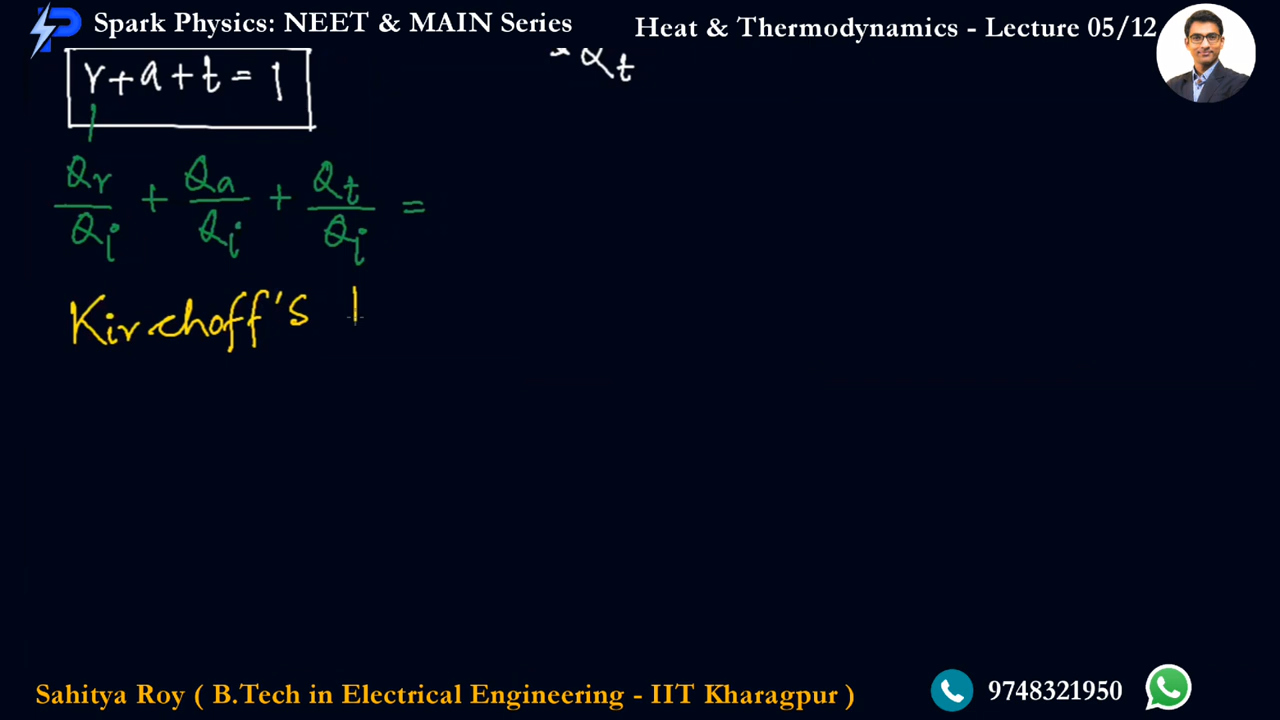 Spark Physics: NEET & MAIN Series
Heat & Thermodynamics - Lecture 05/12
r + a + t = 1
= Qt
Qr/Qi + Qa/Qi + Qt/Qi =
Kirchoff's l
Sahitya Roy ( B.Tech in Electrical Engineering - IIT Kharagpur )
9748321950